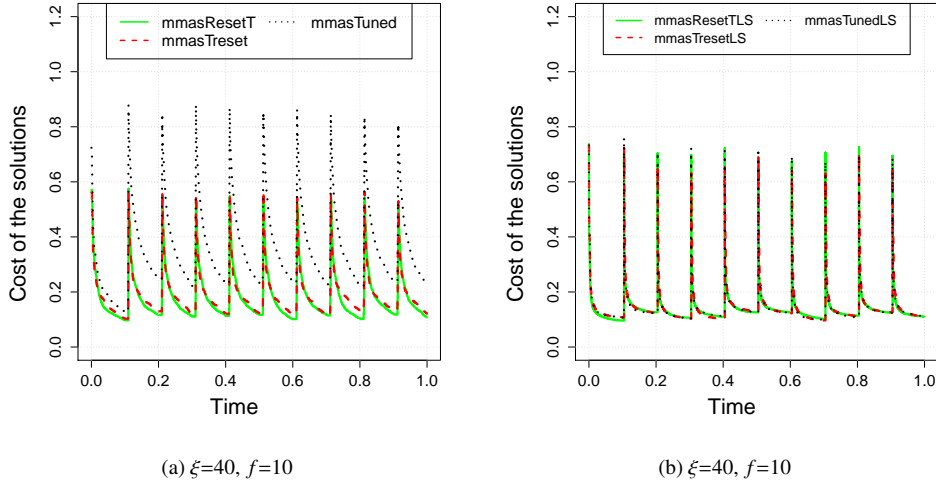 mmasResetT mmasTuned
mmasTreset
Cost of the solutions
1.2
1.0
0.8
0.6
0.4
0.2
0.0
0.0 0.2 0.4 0.6 0.8 1.0
Time
(a) ξ=40, f=10
mmasResetTLS mmasTunedLS
mmasTresetLS
Cost of the solutions
1.2
1.0
0.8
0.6
0.4
0.2
0.0
0.0 0.2 0.4 0.6 0.8 1.0
Time
(b) ξ=40, f=10